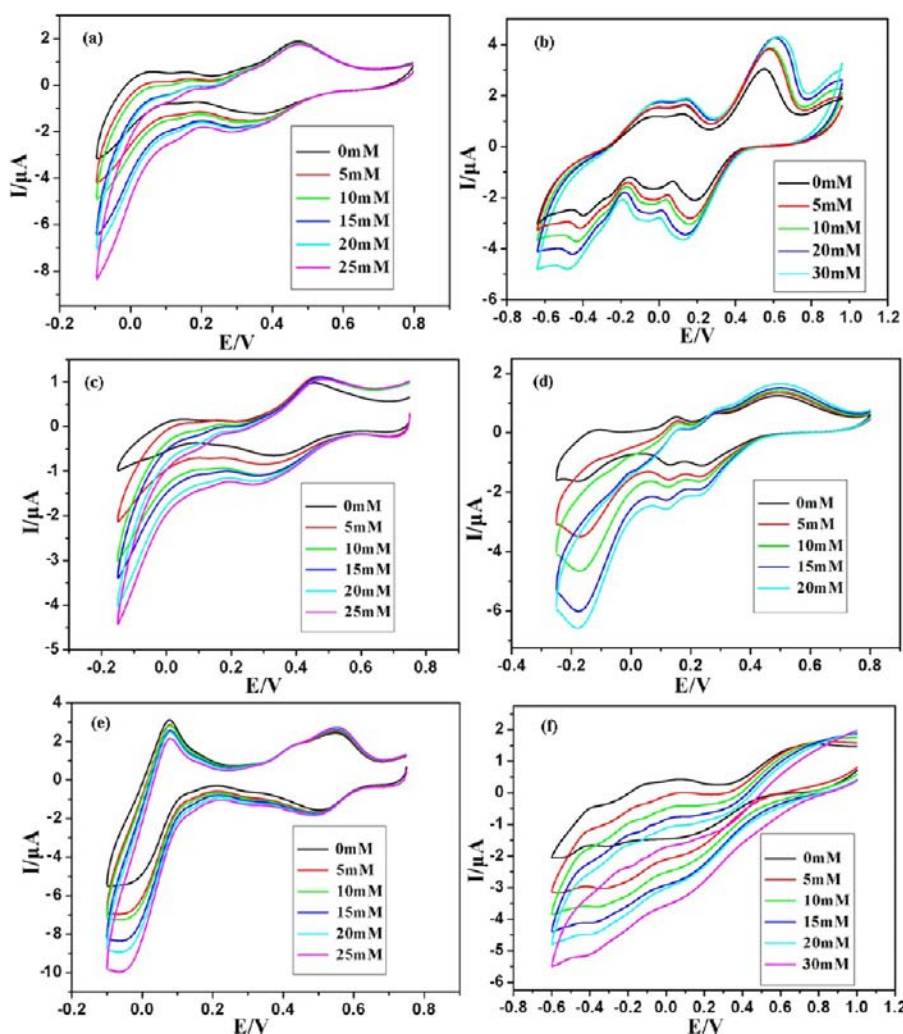 (a)
I/μA
2
0
-2
-4
-6
-8
0mM
5mM
10mM
15mM
20mM
25mM
-0.2 0.0 0.2 0.4 0.6 0.8
E/V
(b)
I/μA
4
2
0
-2
-4
-6
0mM
5mM
10mM
20mM
30mM
-0.8 -0.6 -0.4 -0.2 0.0 0.2 0.4 0.6 0.8 1.0 1.2
E/V
(c)
I/μA
1
0
-1
-2
-3
-4
-5
0mM
5mM
10mM
15mM
20mM
25mM
-0.2 0.0 0.2 0.4 0.6 0.8
E/V
(d)
I/μA
2
0
-2
-4
-6
0mM
5mM
10mM
15mM
20mM
-0.4 -0.2 0.0 0.2 0.4 0.6 0.8
E/V
(e)
I/μA
4
2
0
-2
-4
-6
-8
-10
0mM
5mM
10mM
15mM
20mM
25mM
-0.2 0.0 0.2 0.4 0.6 0.8
E/V
(f)
I/μA
2
1
0
-1
-2
-3
-4
-5
-6
0mM
5mM
10mM
15mM
20mM
30mM
-0.8 -0.6 -0.4 -0.2 0.0 0.2 0.4 0.6 0.8 1.0
E/V